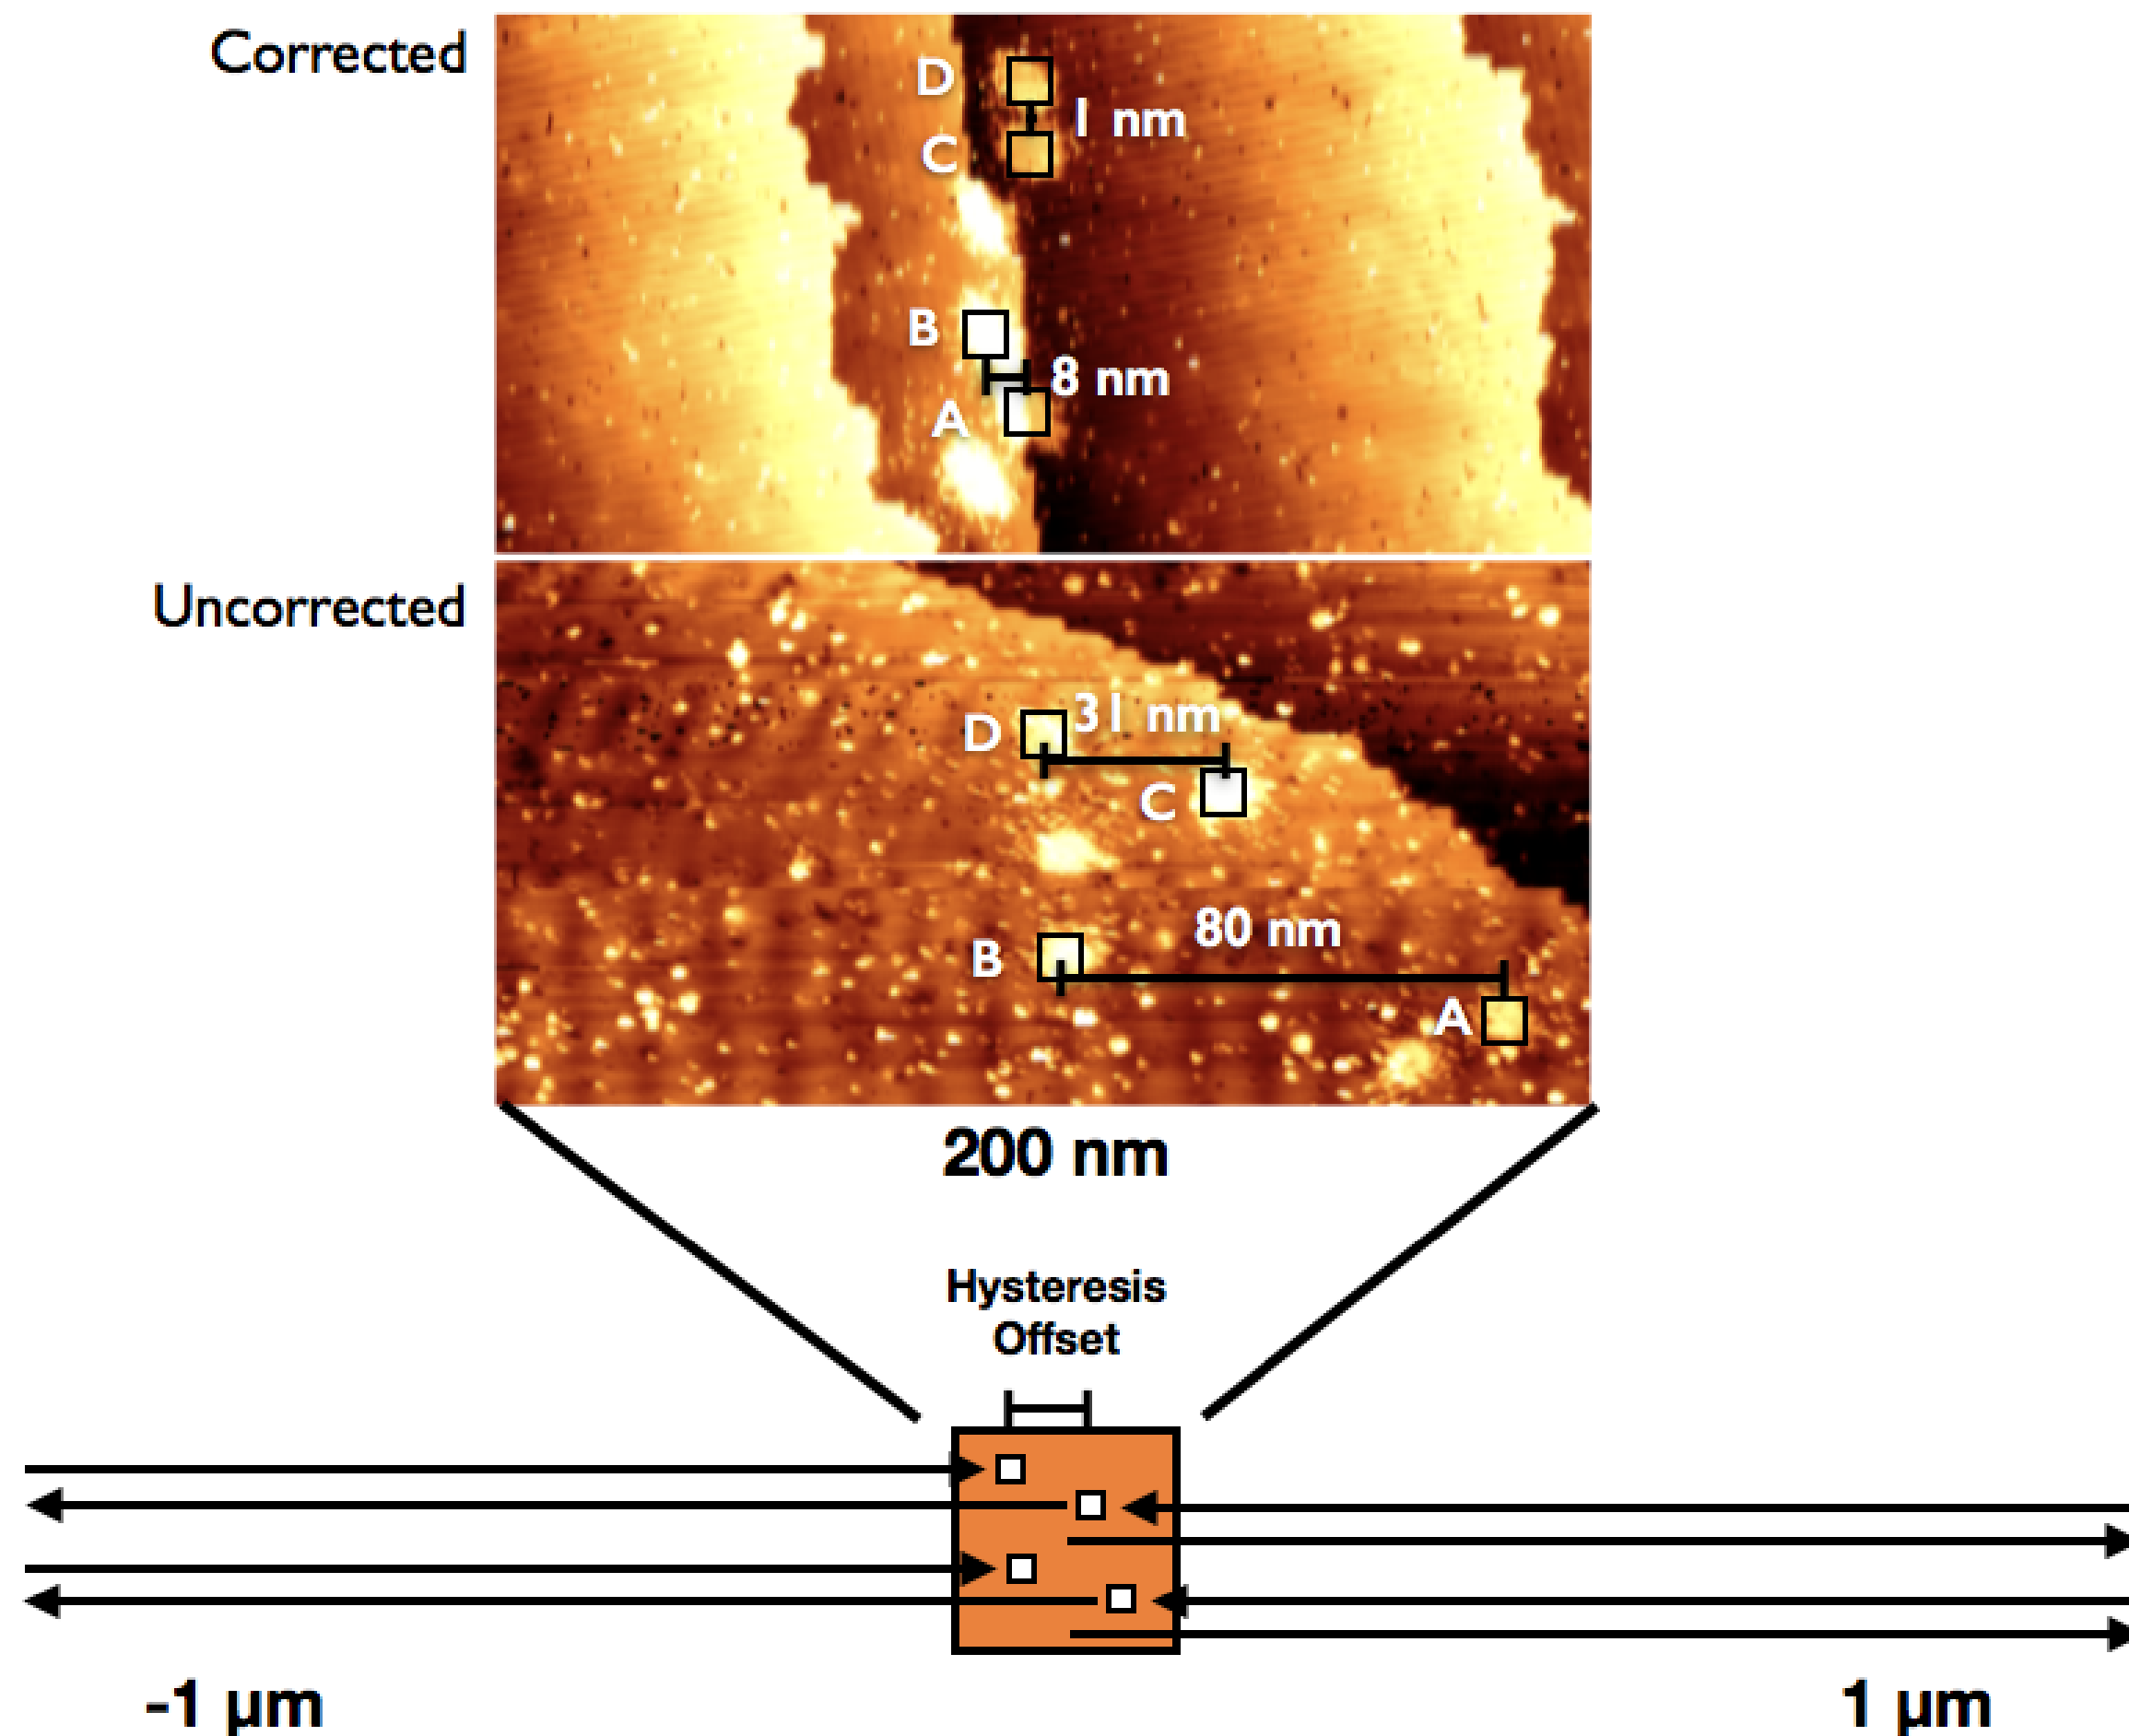 Corrected
D
1 nm
C
B
8 nm
A
Uncorrected
D
31 nm
C
80 nm
B
A
200 nm
Hysteresis
Offset
-1 µm
1 µm